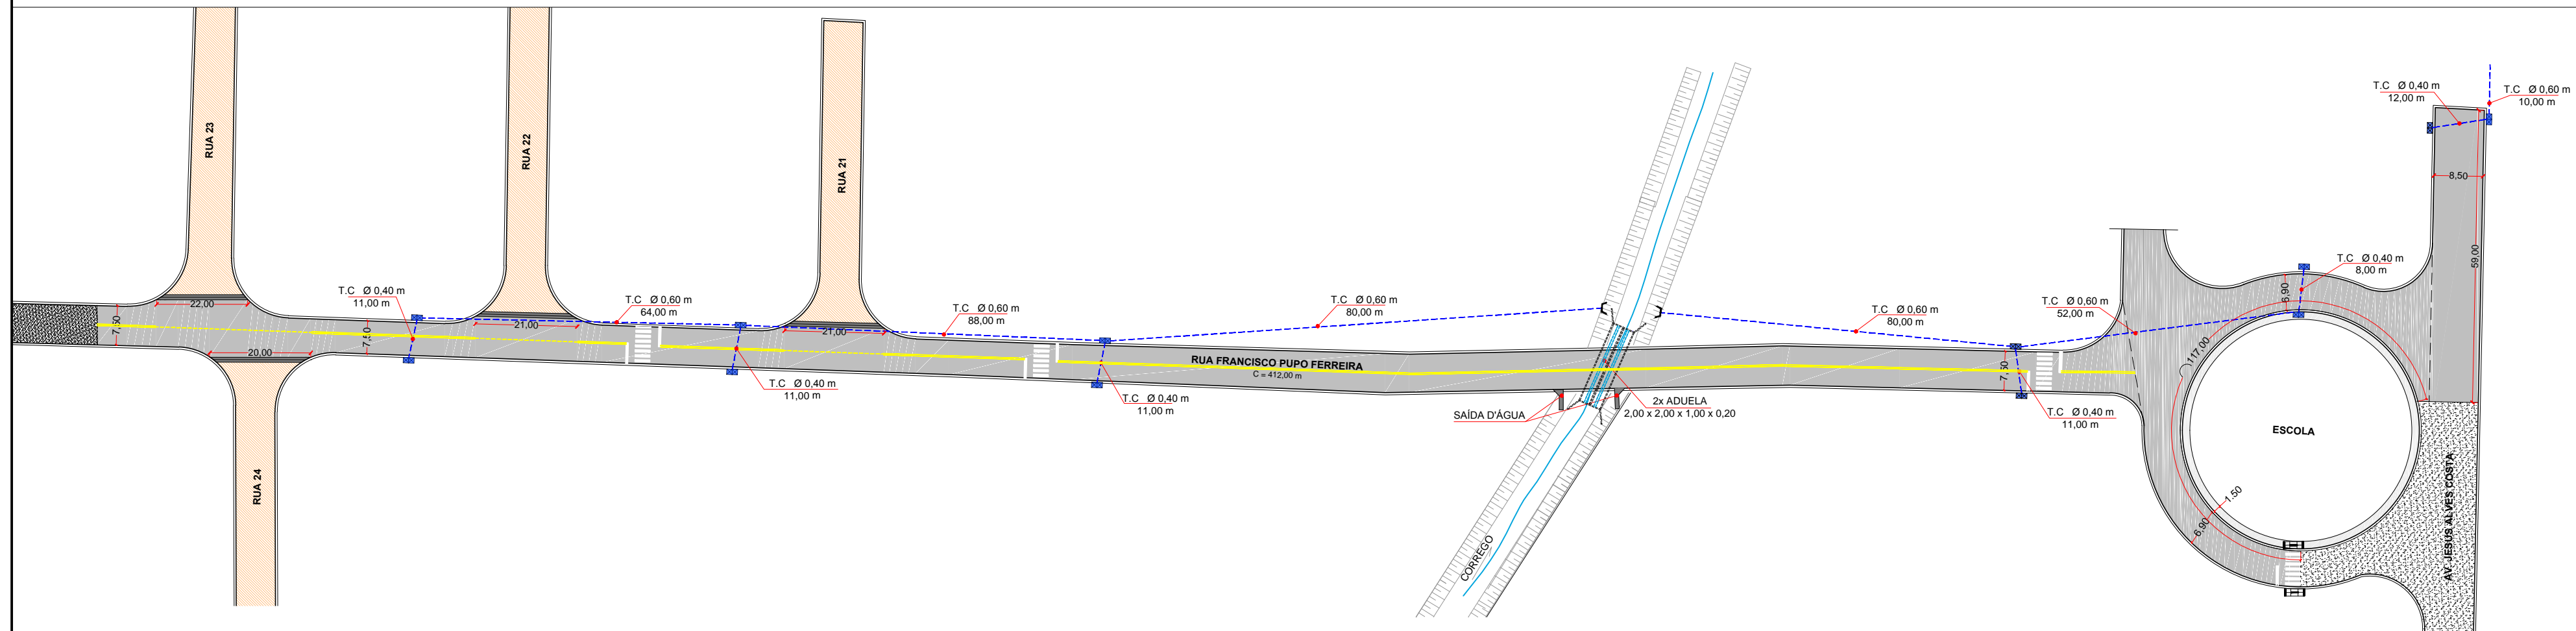 RUA 23
RUA 22
RUA 21
RUA 24
7,50
22,00
20,00
7,50
T.C Ø 0,40 m
11,00 m
21,00
T.C Ø 0,60 m
64,00 m
T.C Ø 0,40 m
11,00 m
21,00
T.C Ø 0,60 m
88,00 m
T.C Ø 0,40 m
11,00 m
RUA FRANCISCO PUPO FERREIRA
C = 412,00 m
T.C Ø 0,60 m
80,00 m
SAÍDA D'ÁGUA
2x ADUELA
2,00 x 2,00 x 1,00 x 0,20
CORREGO
T.C Ø 0,60 m
80,00 m
7,50
T.C Ø 0,40 m
11,00 m
T.C Ø 0,60 m
52,00 m
117,00
6,90
T.C Ø 0,40 m
8,00 m
1.50
6,90
ESCOLA
T.C Ø 0,40 m
12,00 m
T.C Ø 0,60 m
10,00 m
8,50
59,00
AV. JESUS ALVES COSTA